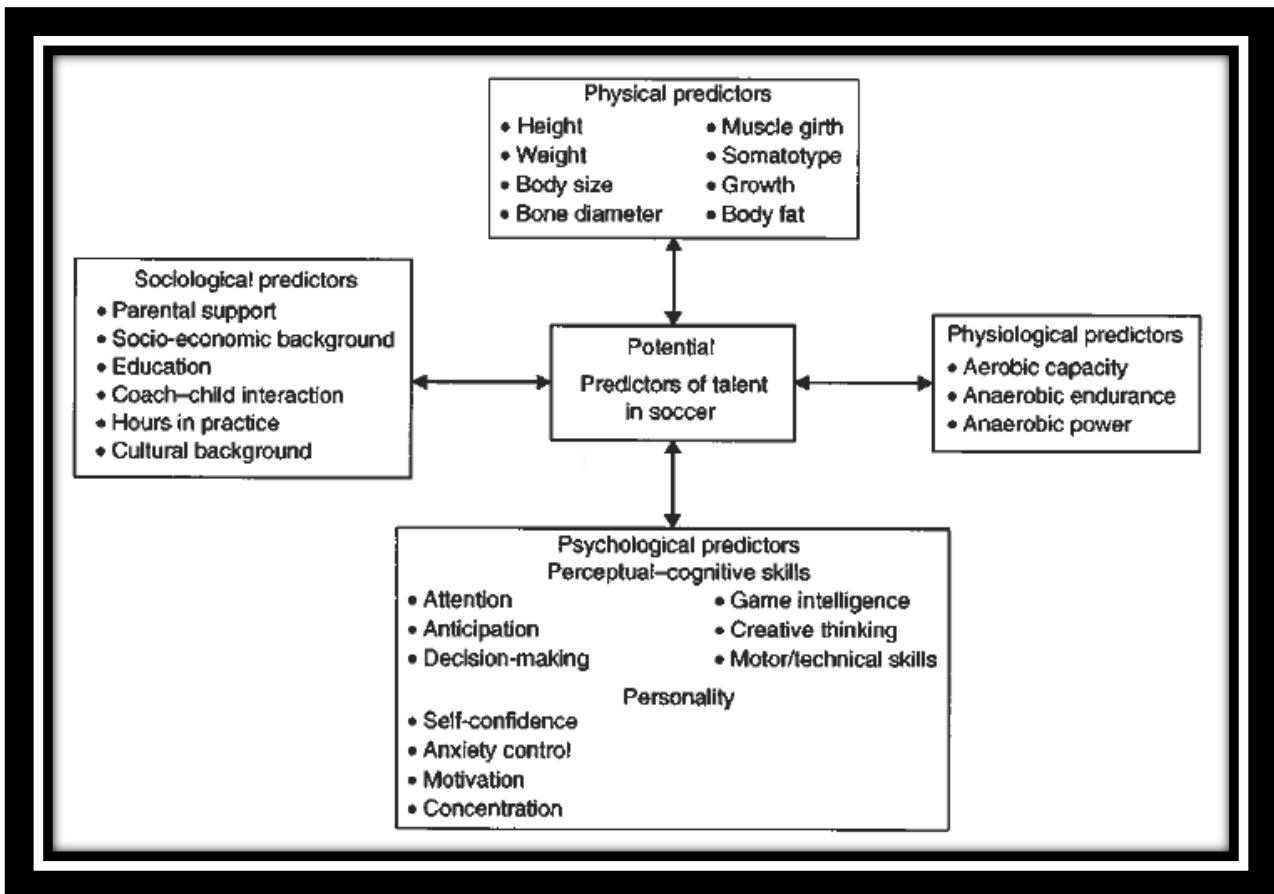 Physical predictors
• Height
• Weight
• Body size
• Bone diameter
• Muscle girth
• Somatotype
• Growth
• Body fat
Sociological predictors
• Parental support
• Socio-economic background
• Education
• Coach–child interaction
• Hours in practice
• Cultural background
Potential
Predictors of talent
in soccer
Physiological predictors
• Aerobic capacity
• Anaerobic endurance
• Anaerobic power
Psychological predictors
Perceptual–cognitive skills
• Attention
• Anticipation
• Decision-making
• Game intelligence
• Creative thinking
• Motor/technical skills
Personality
• Self-confidence
• Anxiety control
• Motivation
• Concentration